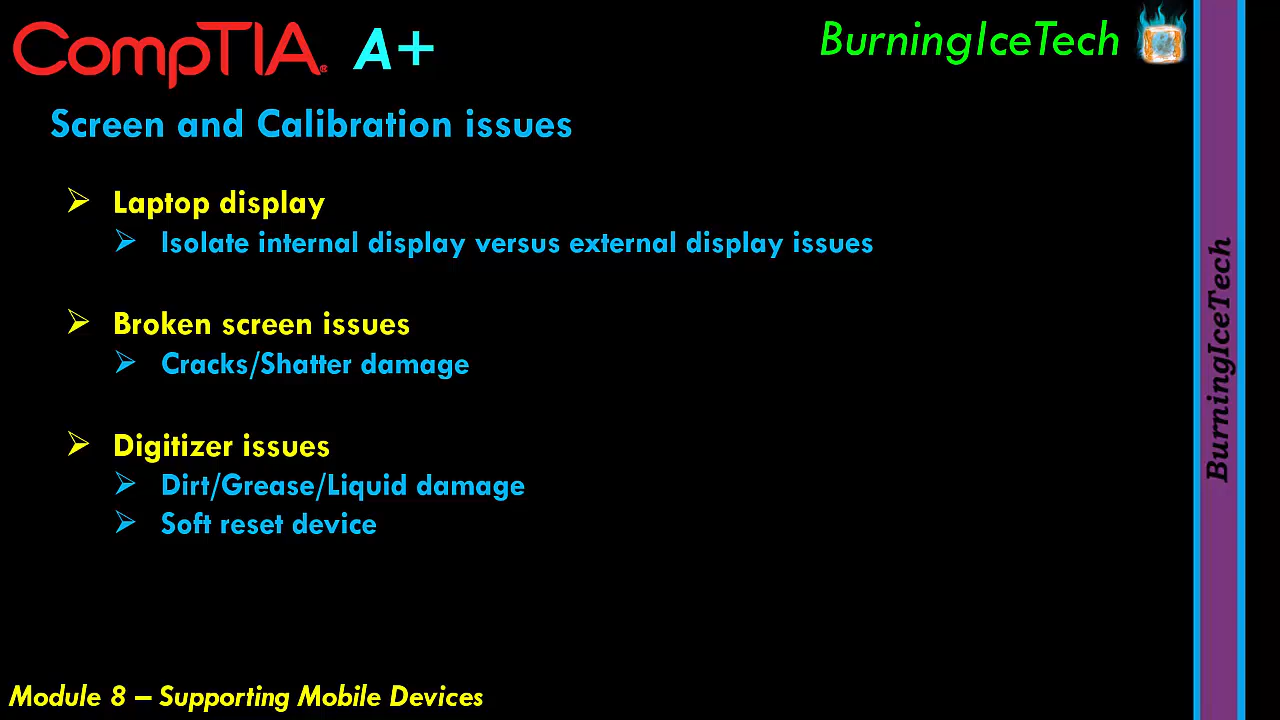 CompTIA® A+
BurningIceTech
Screen and Calibration issues
Laptop display
Isolate internal display versus external display issues
Broken screen issues
Cracks/Shatter damage
Digitizer issues
Dirt/Grease/Liquid damage
Soft reset device
Module 8 – Supporting Mobile Devices
BurningIceTech